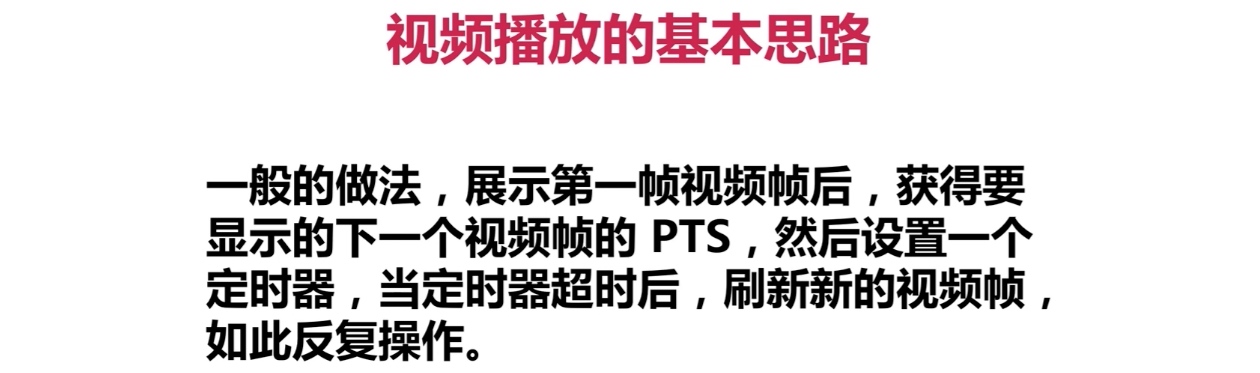 视频播放的基本思路
一般的做法，展示第一帧视频帧后，获得要
显示的下一个视频帧的 PTS，然后设置一个
定时器，当定时器超时后，刷新新的视频帧，
如此反复操作。